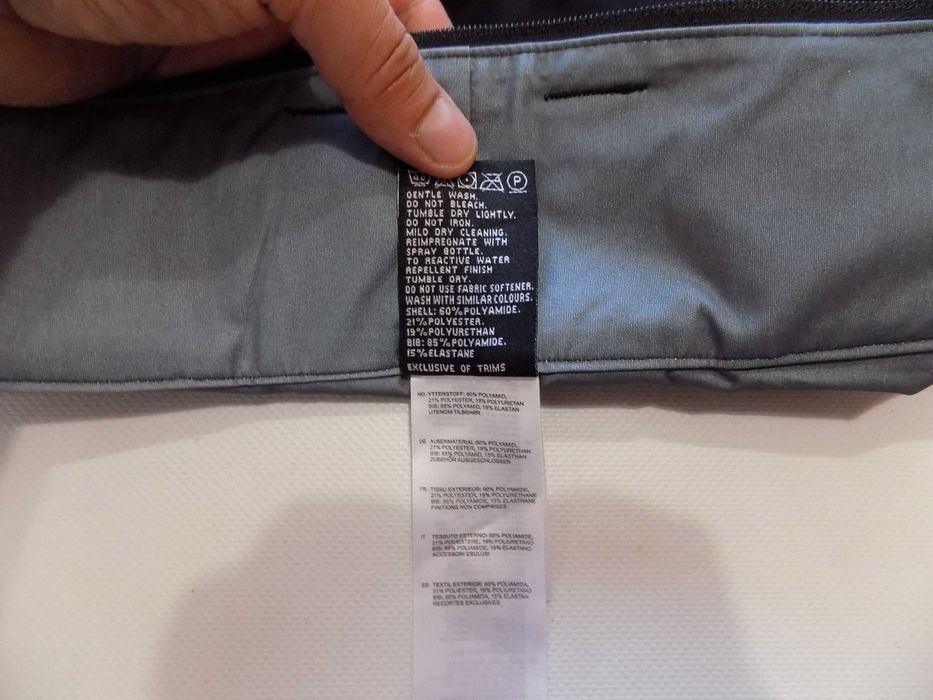 40 P
GENTLE WASH.
DO NOT BLEACH.
TUMBLE DRY LIGHTLY.
DO NOT IRON.
MILD DRY CLEANING.
REIMPREGNATE WITH
SPRAY BOTTLE.
TO REACTIVE WATER
REPELLENT FINISH
TUMBLE DRY.
DO NOT USE FABRIC SOFTENER.
WASH WITH SIMILAR COLOURS.
SHELL: 60% POLYAMIDE.
21% POLYESTER.
19% POLYURETHAN
BIB: 85% POLYAMIDE.
15% ELASTANE
EXCLUSIVE OF TRIMS
NO YTTERSTOFF: 60% POLYAMID,
21% POLYESTER, 19% POLYURETAN
BIB: 85% POLYAMID, 15% ELASTAN
UTENOM TILBEHØR
DE AUßENMATERIAL:60% POLYAMID,
21% POLYESTER, 19% POLYURETHAN
BIB: 85% POLYAMID, 15% ELASTHAN
ZUBEHÖR AUSGESCHLOSSEN
FR TISSU EXTERIEUR: 60% POLYAMIDE,
21% POLYESTER, 19% POLYURETHANE
BIB: 85% POLYAMIDE, 15% ELASTHANE
FINITIONS NON COMPRISES
IT TESSUTO ESTERNO: 60% POLIAMIDE,
21% POLIESTERE, 19% POLIURETANO
BIB: 85% POLIAMIDE, 15% ELASTANO
ACCESSORI ESCLUSI
ES TEXTIL EXTERIOR: 60% POLIAMIDA,
21% POLIESTER, 19% POLIURETANO
BIB: 85% POLIAMIDA, 15% ELASTAN
RECORTES EXCLUSIVES